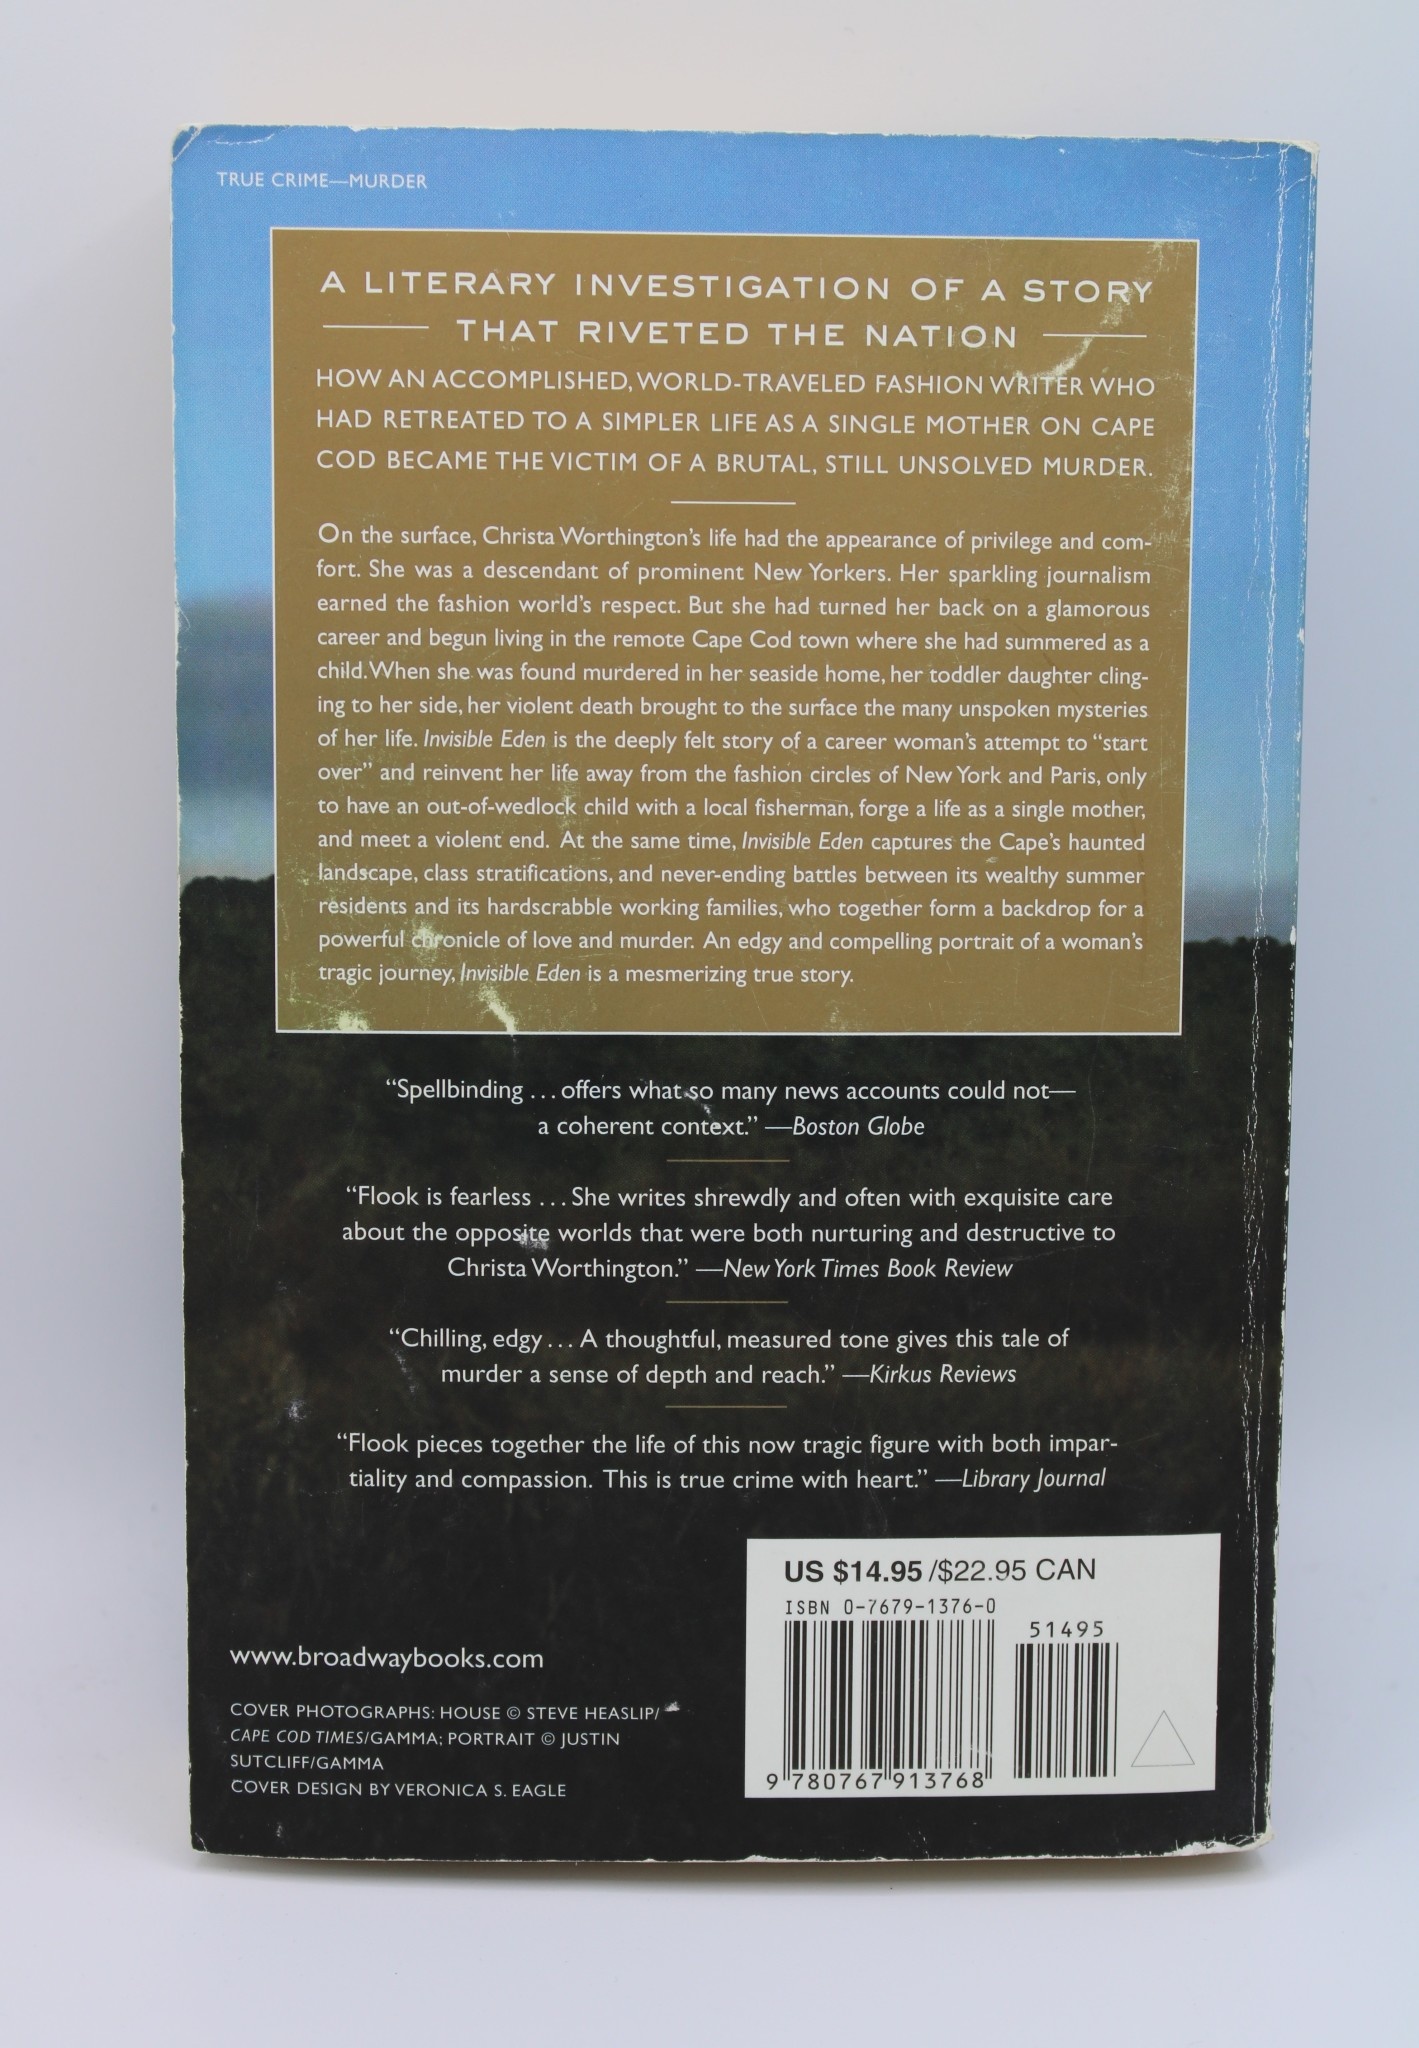 TRUE CRIME—MURDER
A LITERARY INVESTIGATION OF A STORY
THAT RIVETED THE NATION
HOW AN ACCOMPLISHED, WORLD-TRAVELED FASHION WRITER WHO
HAD RETREATED TO A SIMPLER LIFE AS A SINGLE MOTHER ON CAPE
COD BECAME THE VICTIM OF A BRUTAL, STILL UNSOLVED MURDER.
On the surface, Christa Worthington's life had the appearance of privilege and com-
fort. She was a descendant of prominent New Yorkers. Her sparkling journalism
earned the fashion world's respect. But she had turned her back on a glamorous
career and begun living in the remote Cape Cod town where she had summered as a
child. When she was found murdered in her seaside home, her toddler daughter cling-
ing to her side, her violent death brought to the surface the many unspoken mysteries
of her life. Invisible Eden is the deeply felt story of a career woman's attempt to “start
over” and reinvent her life away from the fashion circles of New York and Paris, only
to have an out-of-wedlock child with a local fisherman, forge a life as a single mother,
and meet a violent end. At the same time, Invisible Eden captures the Cape's haunted
landscape, class stratifications, and never-ending battles between its wealthy summer
residents and its hardscrabble working families, who together form a backdrop for a
powerful chronicle of love and murder. An edgy and compelling portrait of a woman's
tragic journey, Invisible Eden is a mesmerizing true story.
“Spellbinding . . . offers what so many news accounts could not—
a coherent context.” —Boston Globe
“Flook is fearless . . . She writes shrewdly and often with exquisite care
about the opposite worlds that were both nurturing and destructive to
Christa Worthington.” —New York Times Book Review
“Chilling, edgy . . . A thoughtful, measured tone gives this tale of
murder a sense of depth and reach.” —Kirkus Reviews
“Flook pieces together the life of this now tragic figure with both impar-
tiality and compassion. This is true crime with heart.” —Library Journal
US $14.95 /$22.95 CAN
ISBN 0-7679-1376-0
51495
9 780767 913768
www.broadwaybooks.com
COVER PHOTOGRAPHS: HOUSE © STEVE HEASLIP/
CAPE COD TIMES/GAMMA; PORTRAIT © JUSTIN
SUTCLIFF/GAMMA
COVER DESIGN BY VERONICA S. EAGLE